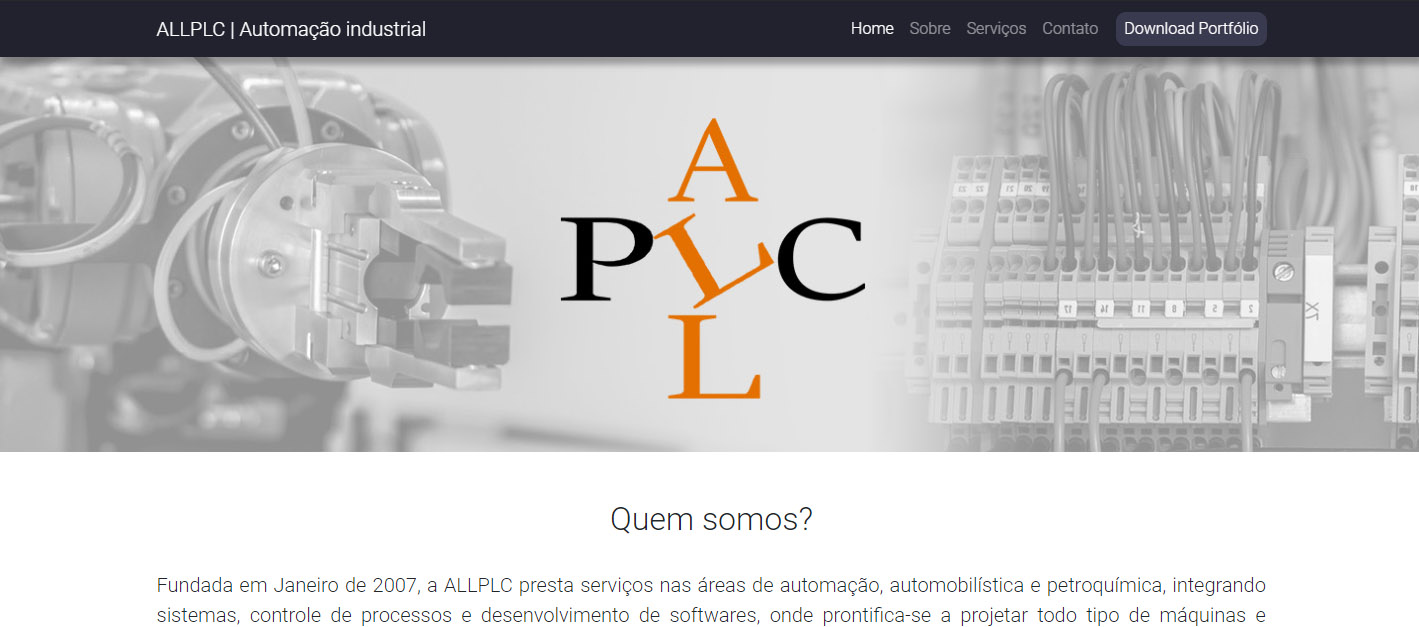 ALLPLC | Automação industrial
Home Sobre Serviços Contato Download Portfólio
A
PLC
L
Quem somos?
Fundada em Janeiro de 2007, a ALLPLC presta serviços nas áreas de automação, automobilística e petroquímica, integrando
sistemas, controle de processos e desenvolvimento de softwares, onde prontifica-se a projetar todo tipo de máquinas e